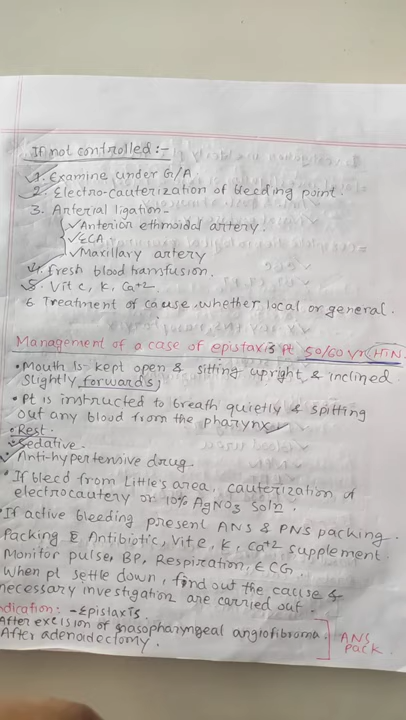 If not controlled :-
1. Examine under G/A.
2. Electro-cauterization of bleeding point.
3. Arterial ligation-
✓Anterior ethmoidal artery.
✓ECA.
✓Maxillary artery
4. fresh blood transfusion.
5. Vit c, K, Ca+2
6 Treatment of cause, whether local or general.
Management of a case of epistaxis Pt 50/60 Yr HTN.
• Mouth is kept open & sitting upright, & inclined
slightly forwards,
• Pt is instructed to breath quietly & spitting
out any blood from the pharynx
• Rest.
• Sedative.
• Anti-hypertensive drug.
• If bleed from Little's area, cauterization of
electrocautery or 10% AgNO3 soln.
• If active bleeding present ANS & PNS packing.
Packing c̄ Antibiotic, Vit c, K, Ca+2 supplement.
Monitor pulse, BP, Respiration, ECG.
When pt settle down, find out the cause &
necessary investigation are carried out.
dication: - Epistaxis.
After excision of nasopharyngeal angiofibroma.
After adenoidectomy.
ANS
pack.